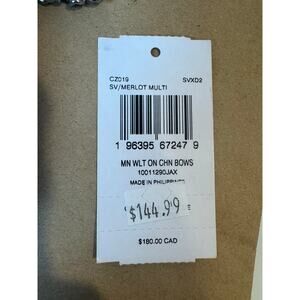 CZ019 SVXD2
SV/MERLOT MULTI
1 96395 67247 9
MN WLT ON CHN BOWS
10011290JAX
MADE IN PHILIPPINES
$144.99
E
$180.00 CAD